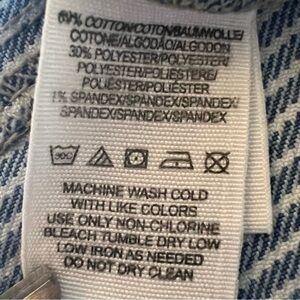 69% COTTON/COTON/BAUMWOLLE/
COTONE/ALGODÃO/ALGODON
30% POLYESTER/POLYESTER/
POLYESTER/POLIESTERE/
POLIÉSTER/POLIÉSTER
1% SPANDEX/SPANDEX/SPANDEX/
SPANDEX/SPANDEX/SPANDEX
30C
MACHINE WASH COLD
WITH LIKE COLORS
USE ONLY NON-CHLORINE
BLEACH TUMBLE DRY LOW
LOW IRON AS NEEDED
DO NOT DRY CLEAN